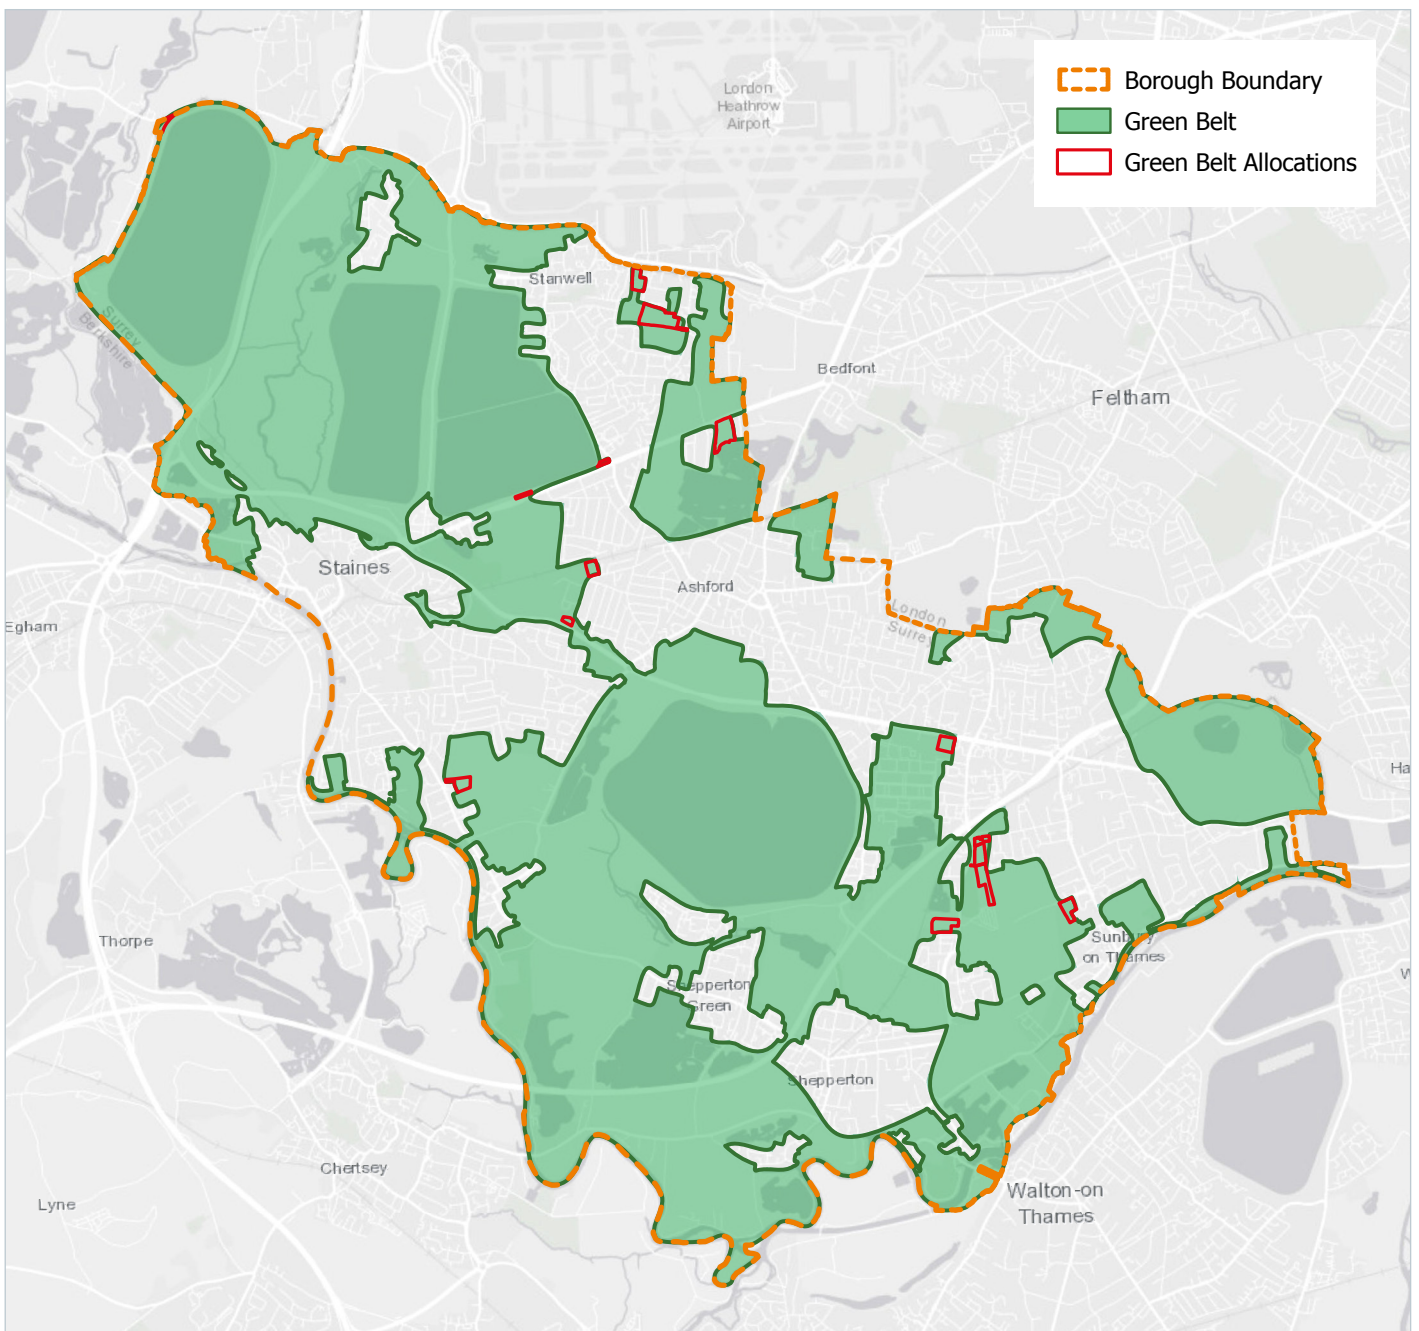 London
Heathrow
Airport
Borough Boundary
Green Belt
Green Belt Allocations
Stanwell
Surrey
Berkshire
Bedfont
Feltham
Staines
Ashford
London
Surrey
Egham
Ha
Thorpe
Sunbury
on Thames
W
Shepperton
Green
Shepperton
Chertsey
Lyne
Walton-on
Thames